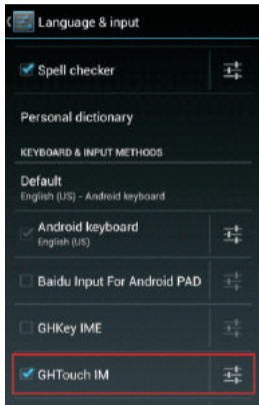 Language & input
Spell checker
Personal dictionary
KEYBOARD & INPUT METHODS
Default
English (US) - Android keyboard
Android keyboard
English (US)
Baidu Input For Android PAD
GHKey IME
GHTouch IM